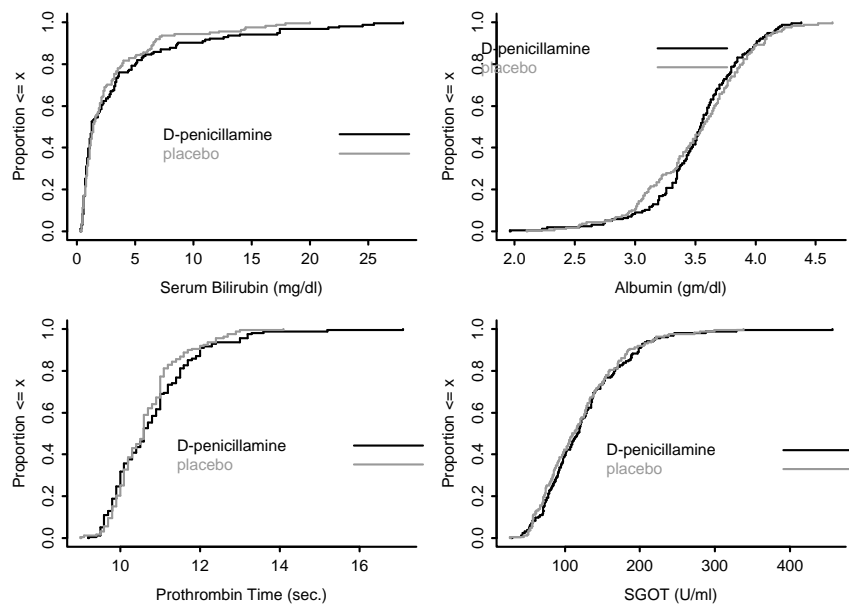 Proportion <= x
0.0 0.2 0.4 0.6 0.8 1.0
D-penicillamine
placebo
0 5 10 15 20 25
Serum Bilirubin (mg/dl)
Proportion <= x
0.0 0.2 0.4 0.6 0.8 1.0
D-penicillamine
placebo
2.0 2.5 3.0 3.5 4.0 4.5
Albumin (gm/dl)
Proportion <= x
0.0 0.2 0.4 0.6 0.8 1.0
D-penicillamine
placebo
10 12 14 16
Prothrombin Time (sec.)
Proportion <= x
0.0 0.2 0.4 0.6 0.8 1.0
D-penicillamine
placebo
100 200 300 400
SGOT (U/ml)